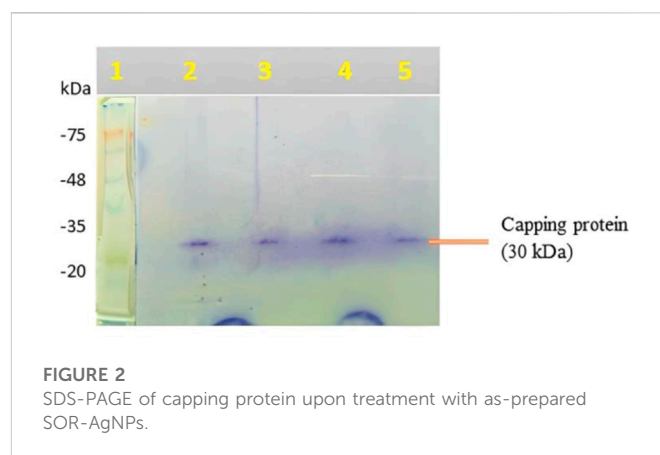 1 2 3 4 5
kDa
-75
-48
-35
-20
Capping protein
(30 kDa)
FIGURE 2
SDS-PAGE of capping protein upon treatment with as-prepared
SOR-AgNPs.